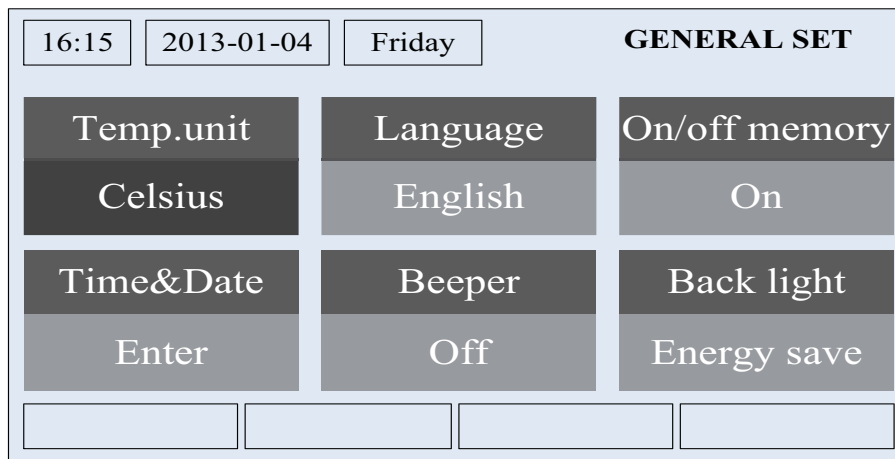 16:15 2013-01-04 Friday GENERAL SET
Temp.unit Language On/off memory
Celsius English On
Time&Date Beeper Back light
Enter Off Energy save